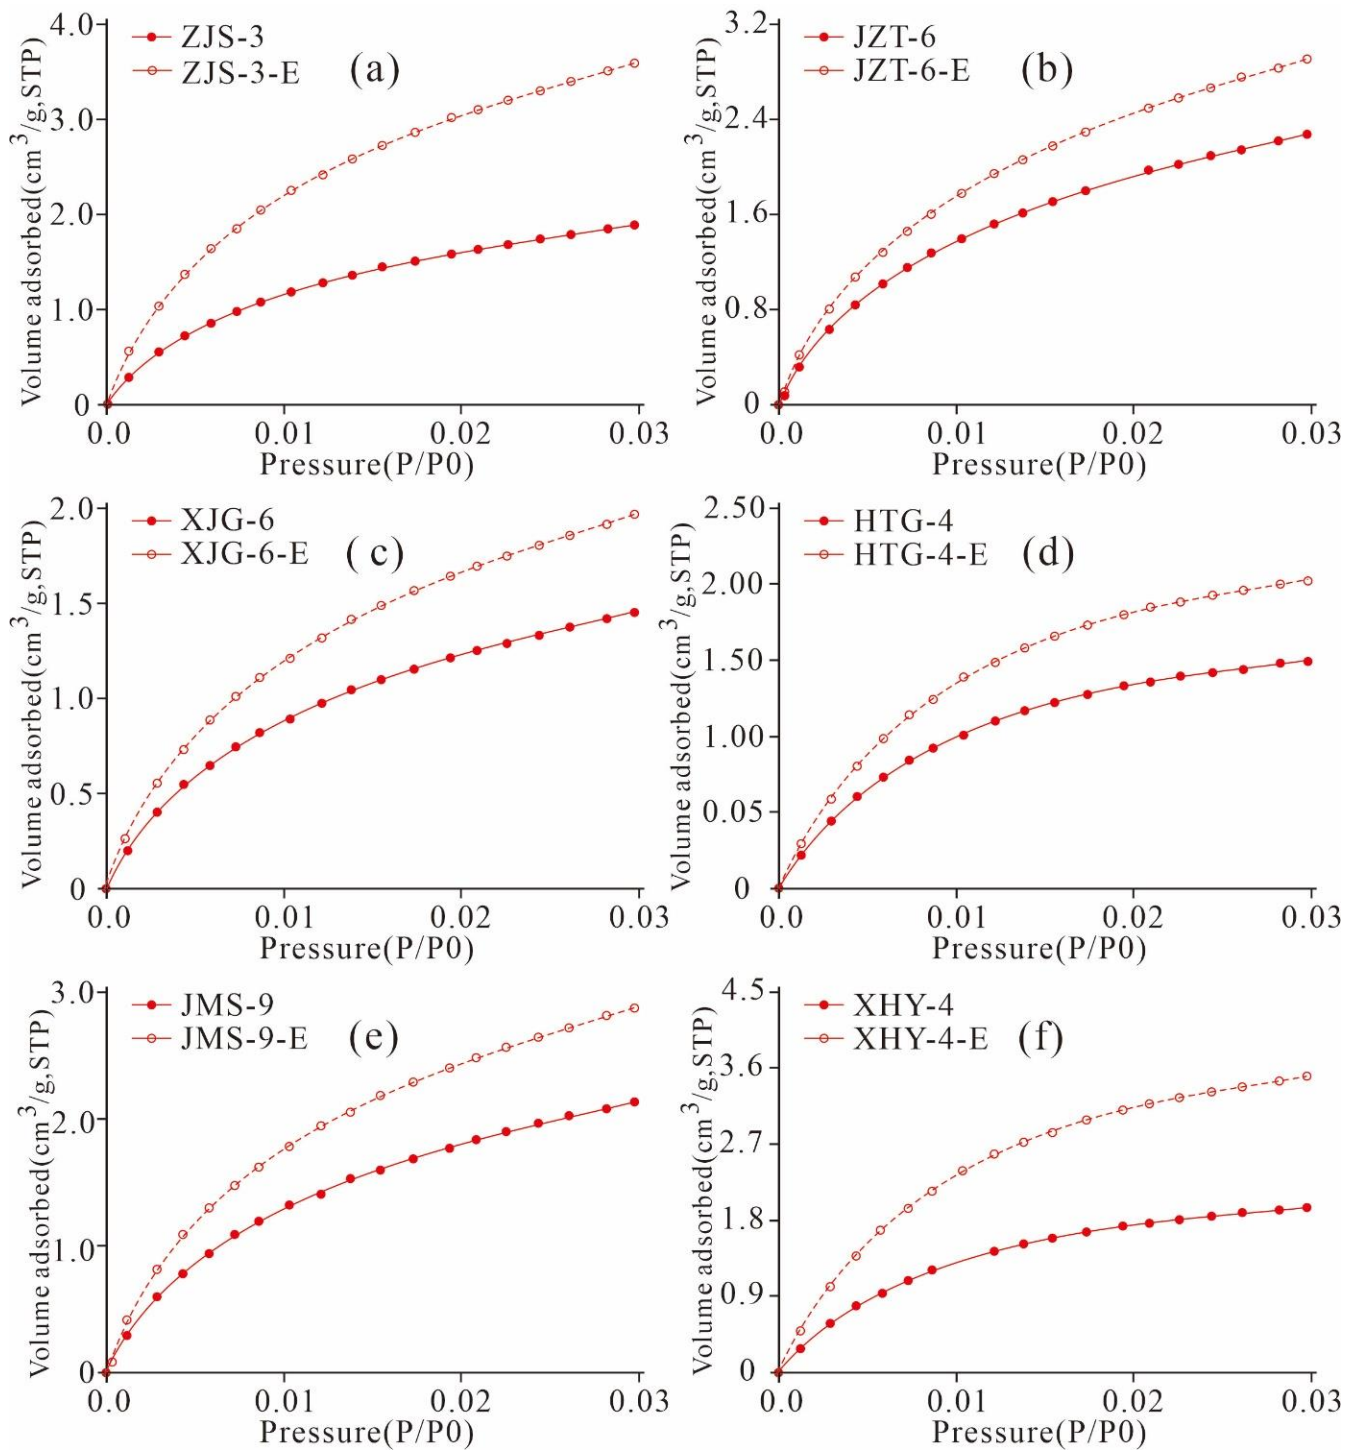 ZJS-3
ZJS-3-E
(a)
Volume adsorbed(cm³/g,STP)
4.0
3.0
2.0
1.0
0
0.0 0.01 0.02 0.03
Pressure(P/P0)
JZT-6
JZT-6-E
(b)
Volume adsorbed(cm³/g,STP)
3.2
2.4
1.6
0.8
0
0.0 0.01 0.02 0.03
Pressure(P/P0)
XJG-6
XJG-6-E
(c)
Volume adsorbed(cm³/g,STP)
2.0
1.5
1.0
0.5
0
0.0 0.01 0.02 0.03
Pressure(P/P0)
HTG-4
HTG-4-E
(d)
Volume adsorbed(cm³/g,STP)
2.50
2.00
1.50
1.00
0.05
0
0.0 0.01 0.02 0.03
Pressure(P/P0)
JMS-9
JMS-9-E
(e)
Volume adsorbed(cm³/g,STP)
3.0
2.0
1.0
0
0.0 0.01 0.02 0.03
Pressure(P/P0)
XHY-4
XHY-4-E
(f)
Volume adsorbed(cm³/g,STP)
4.5
3.6
2.7
1.8
0.9
0
0.0 0.01 0.02 0.03
Pressure(P/P0)